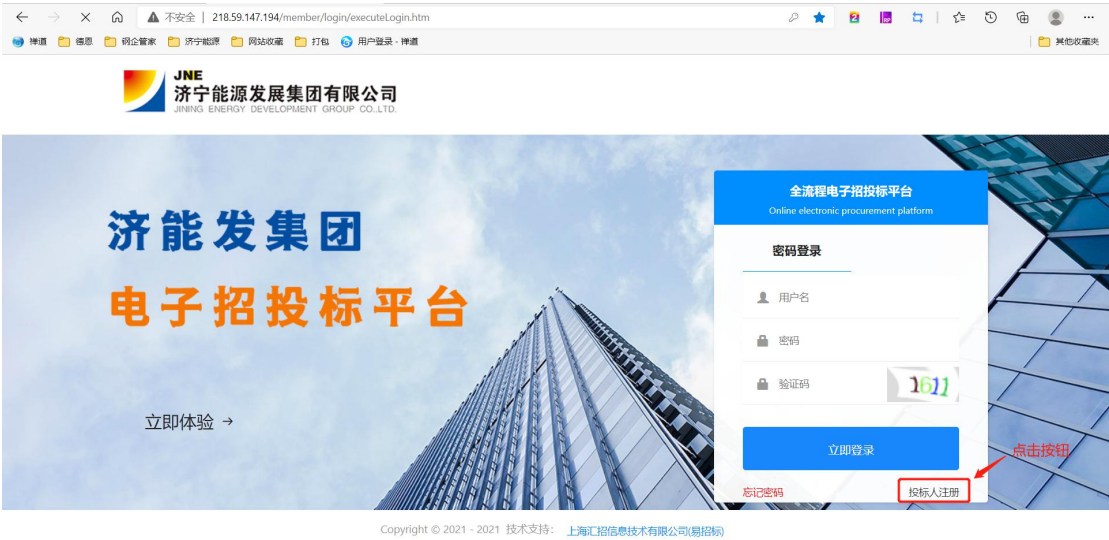 不安全 | 218.59.147.194/member/login/executeLogin.htm
禅道 德恩 钢企管家 济宁能源 网站收藏 打包 用户登录 - 禅道 其他收藏夹
JNE
济宁能源发展集团有限公司
JINING ENERGY DEVELOPMENT GROUP CO.,LTD.
全流程电子招投标平台
Online electronic procurement platform
济能发集团
电子招投标平台
立即体验 →
密码登录
用户名
密码
验证码 1611
立即登录
点击按钮
忘记密码 投标人注册
Copyright © 2021 - 2021 技术支持： 上海汇招信息技术有限公司(易招标)